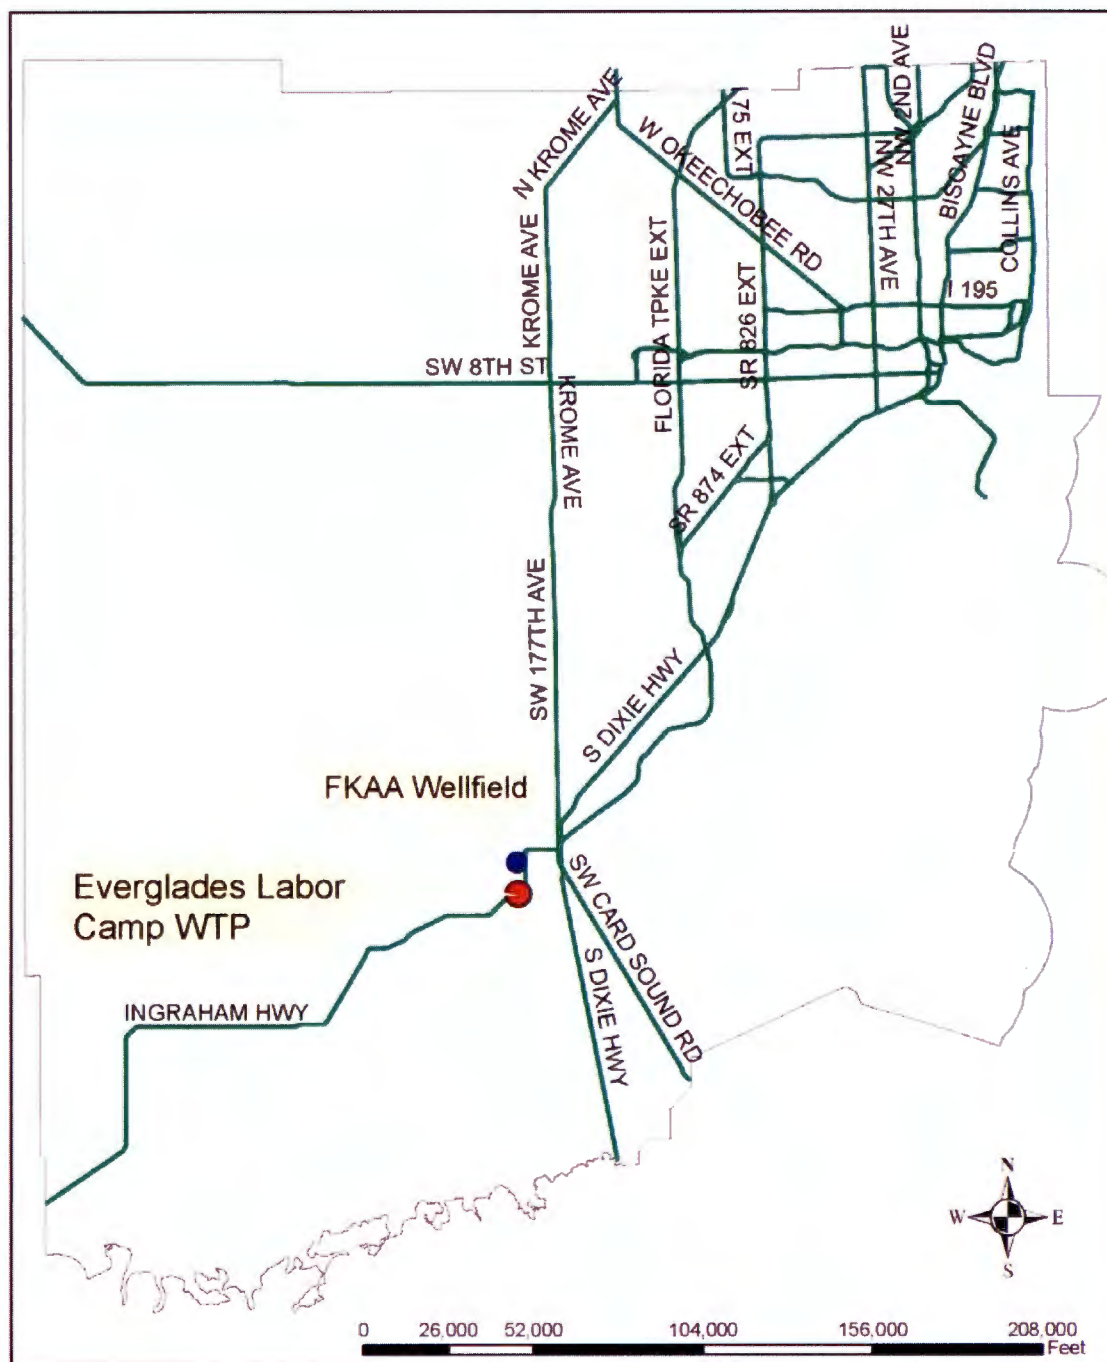 N KROME AVE
W OKEECHOBEE RD
75 EXT
NW 27TH AVE
NW 2ND AVE
BISCAYNE BLVD
COLLINS AVE
KROME AVE
FLORIDA TPKE EXT
SR 826 EXT
I 195
SW 8TH ST
KROME AVE
SR 874 EXT
SW 177TH AVE
S DIXIE HWY
FKAA Wellfield
Everglades Labor
Camp WTP
SW CARD SOUND RD
S DIXIE HWY
INGRAHAM HWY
N
W
E
S
0 26,000 52,000 104,000 156,000 208,000
Feet